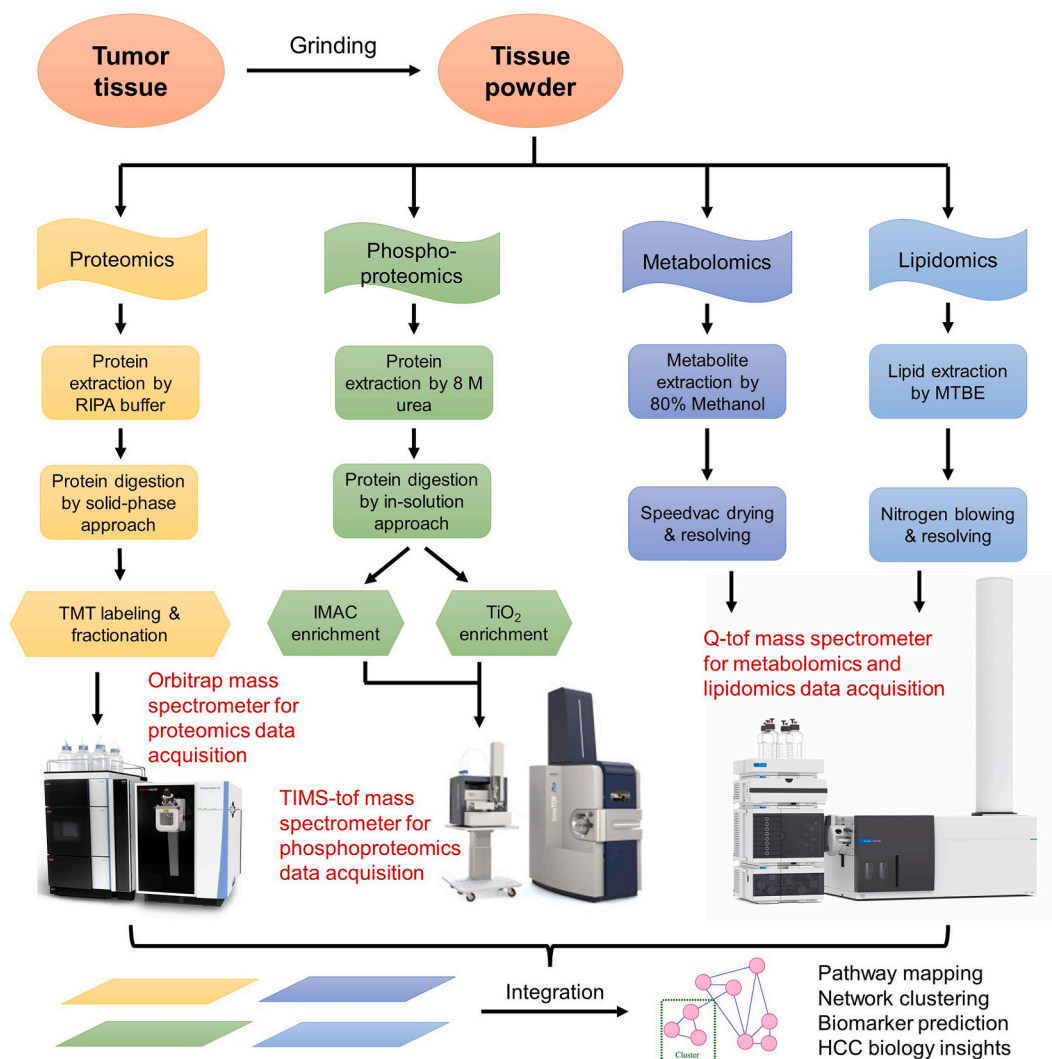 Tumor
tissue
Grinding
Tissue
powder
Proteomics
Phospho-
proteomics
Metabolomics
Lipidomics
Protein
extraction by
RIPA buffer
Protein
extraction by 8 M
urea
Metabolite
extraction by
80% Methanol
Lipid extraction
by MTBE
Protein digestion
by solid-phase
approach
Protein digestion
by in-solution
approach
Speedvac drying
& resolving
Nitrogen blowing
& resolving
TMT labeling &
fractionation
IMAC
enrichment
TiO₂
enrichment
Q-tof mass spectrometer
for metabolomics and
lipidomics data acquisition
Orbitrap mass
spectrometer for
proteomics data
acquisition
TIMS-tof mass
spectrometer for
phosphoproteomics
data acquisition
Integration
Cluster
Pathway mapping
Network clustering
Biomarker prediction
HCC biology insights